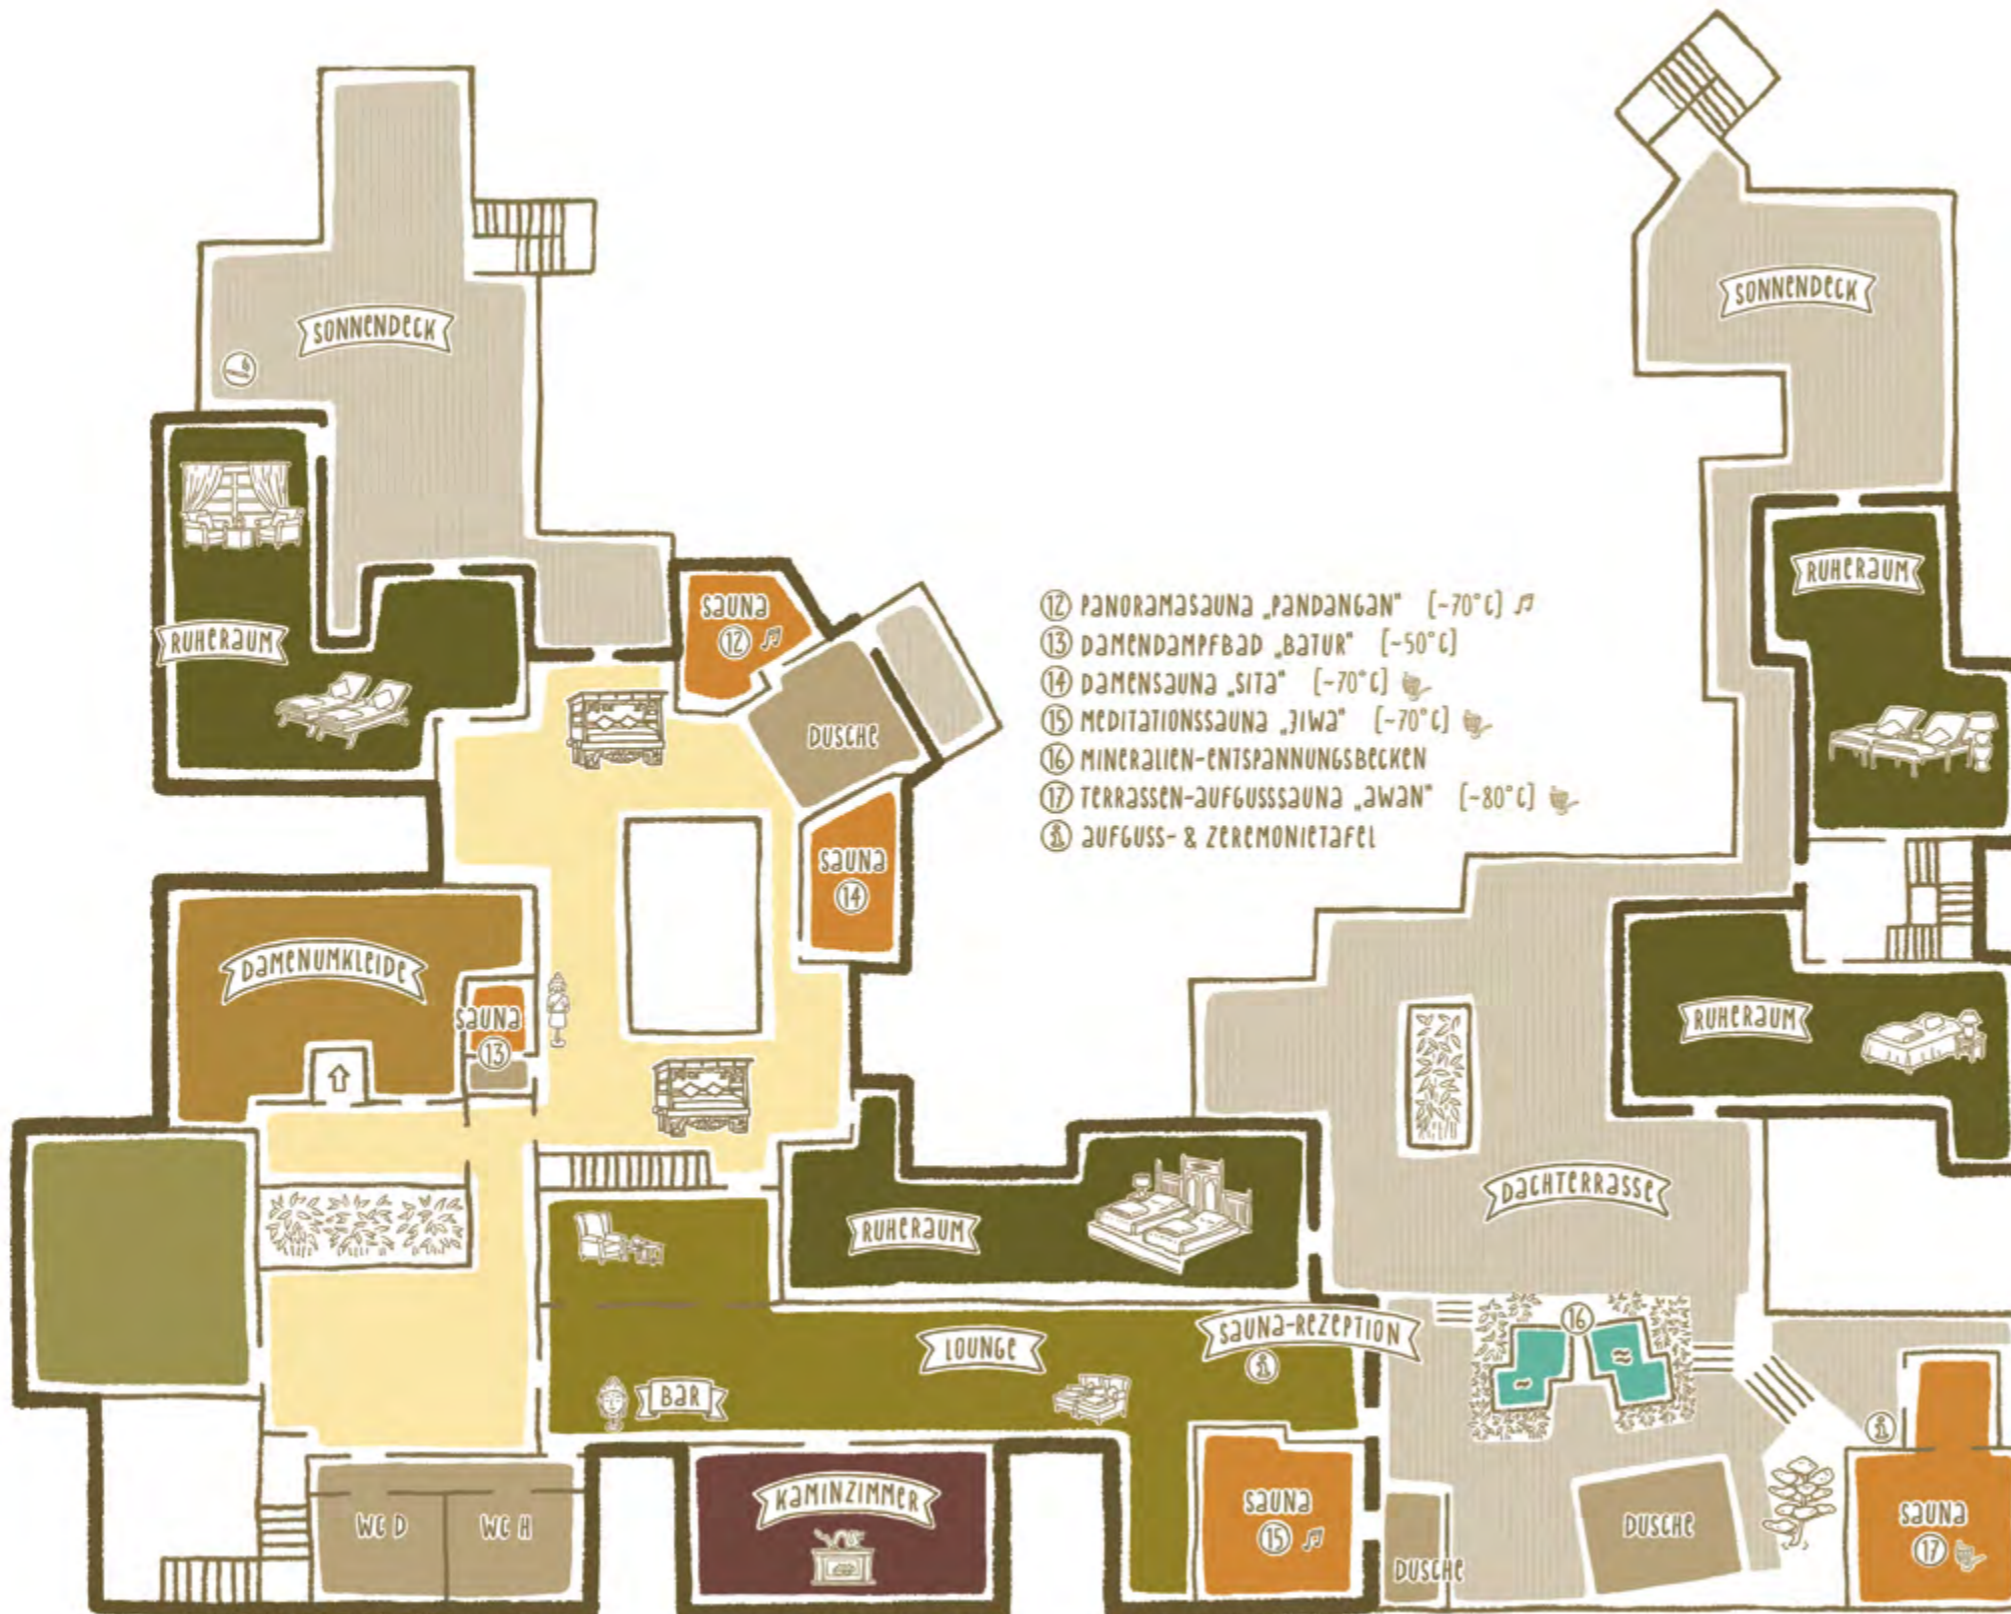 SONNENDECK
SONNENDECK
RUHERAUM
SAUNA
12
RUHERAUM
DUSCHE
12 PANORAMASAUNA „PANDANGAN“ [~70°C]
13 DAMENDAMPFBAD „BATUR“ [~50°C]
14 DAMENSAUNA „SITA“ [~70°C]
15 MEDITATIONSSAUNA „JIWA“ [~70°C]
16 MINERALIEN-ENTSPANNUNGSBECKEN
17 TERRASSEN-AUFGUSSSAUNA „AWAN“ [~80°C]
i AUFGUSS- & ZEREMONIETAFEL
SAUNA
14
DAMENUMKLEIDE
SAUNA
13
RUHERAUM
DACHTERRASSE
RUHERAUM
LOUNGE
SAUNA-REZEPTION
i
16
BAR
i
KAMINZIMMER
WC D
WC H
SAUNA
15
DUSCHE
DUSCHE
SAUNA
17